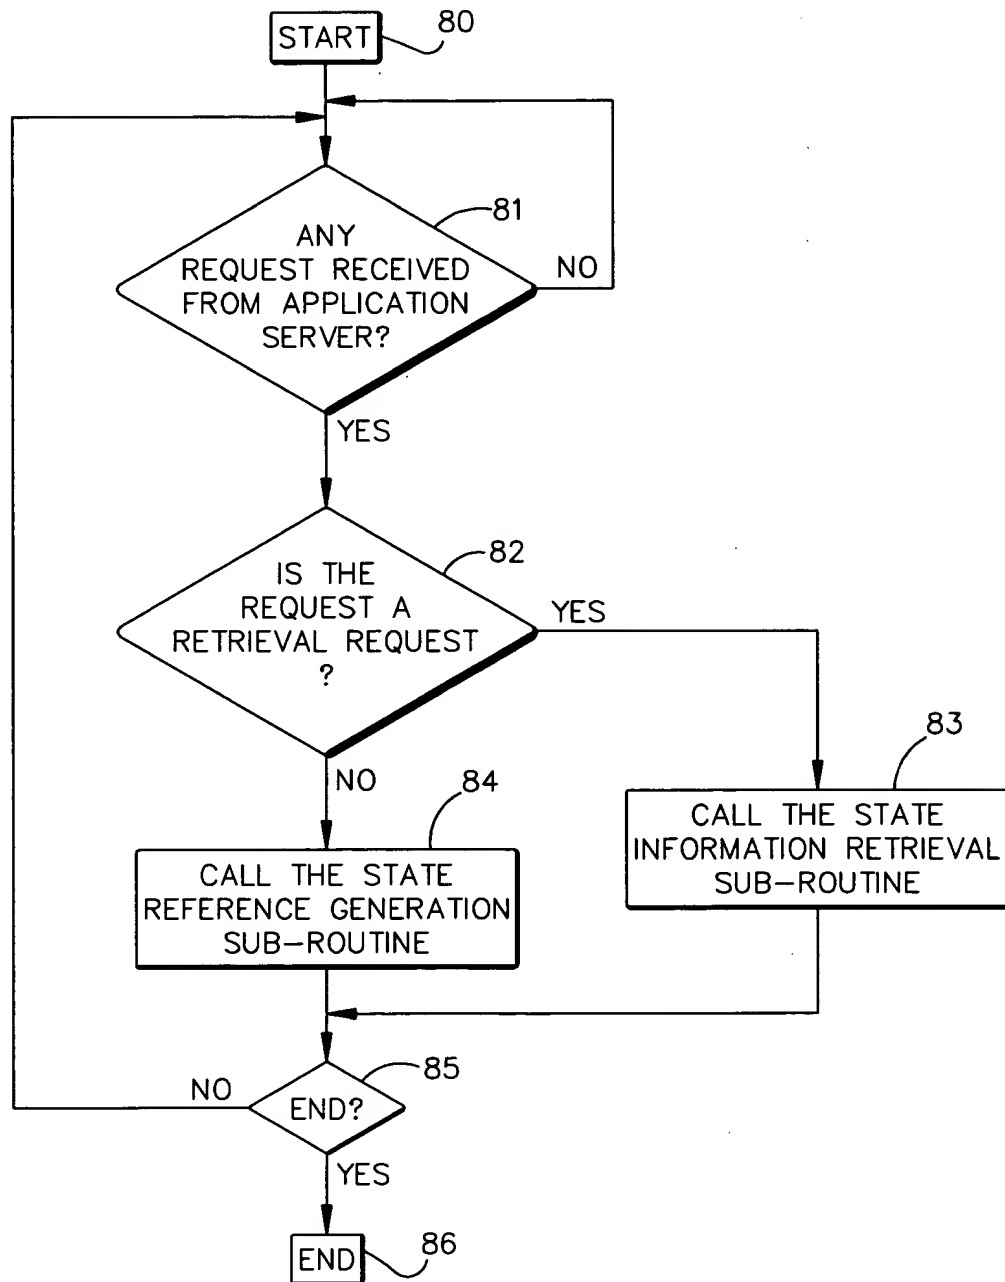 START
80
81
ANY
REQUEST RECEIVED
FROM APPLICATION
SERVER?
NO
YES
82
IS THE
REQUEST A
RETRIEVAL REQUEST
?
YES
NO
83
CALL THE STATE
INFORMATION RETRIEVAL
SUB-ROUTINE
84
CALL THE STATE
REFERENCE GENERATION
SUB-ROUTINE
85
END?
NO
YES
END
86